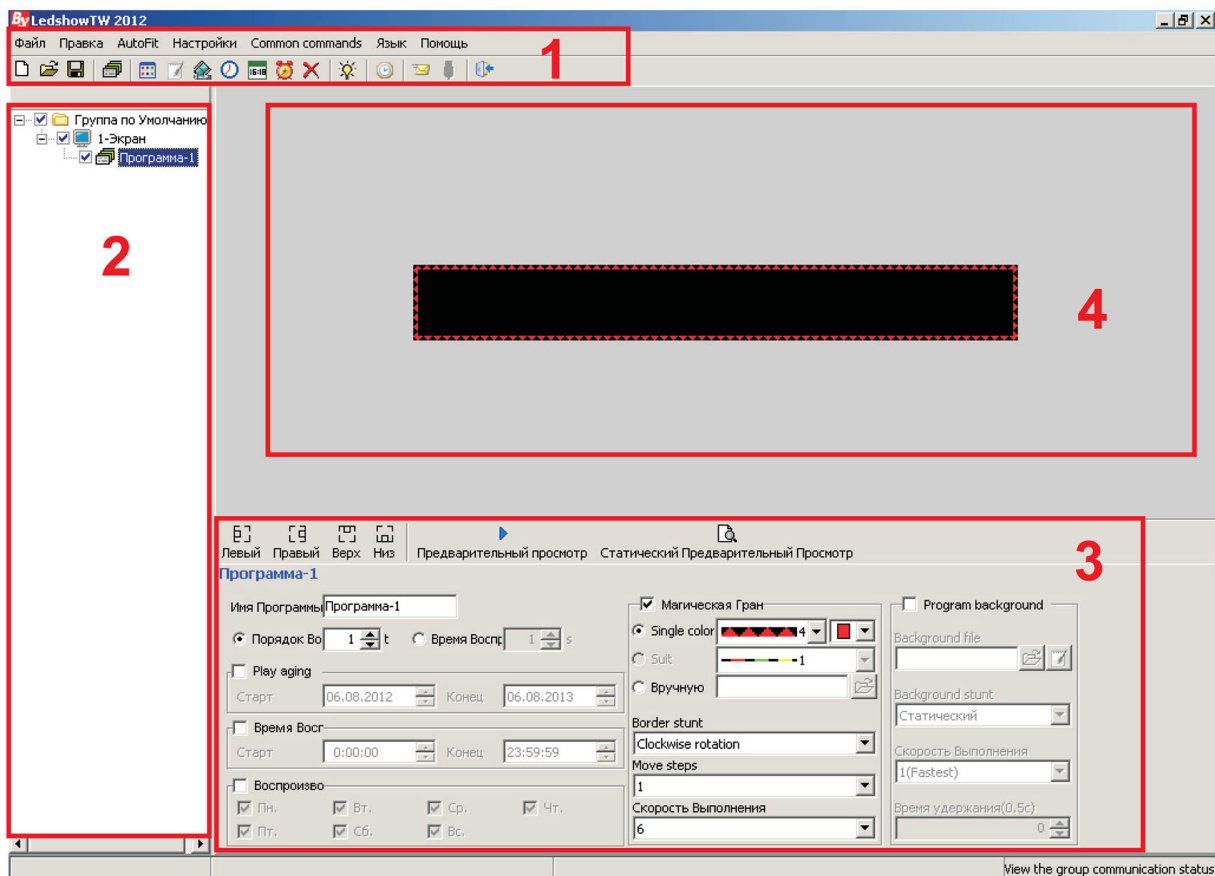 By LedshowTW 2012
Файл Правка AutoFit Настройки Common commands Язык Помощь
1
16:18
Группа по Умолчанию
1-Экран
Программа-1
2
4
Левый Правый Верх Низ Предварительный просмотр Статический Предварительный Просмотр
3
Программа-1
Имя Программы Программа-1
Порядок Во 1 t Время Воспр 1 s
Play aging
Старт 06.08.2012 Конец 06.08.2013
Время Восг
Старт 0:00:00 Конец 23:59:59
Воспроизво
Пн. Вт. Ср. Чт.
Пт. Сб. Вс.
Магическая Гран
Single color 4
Suit 1
Вручную
Border stunt
Clockwise rotation
Move steps
1
Скорость Выполнения
6
Program background
Background file
Background stunt
Статический
Скорость Выполнения
1(Fastest)
Время удержания(0.5с)
0
View the group communication status